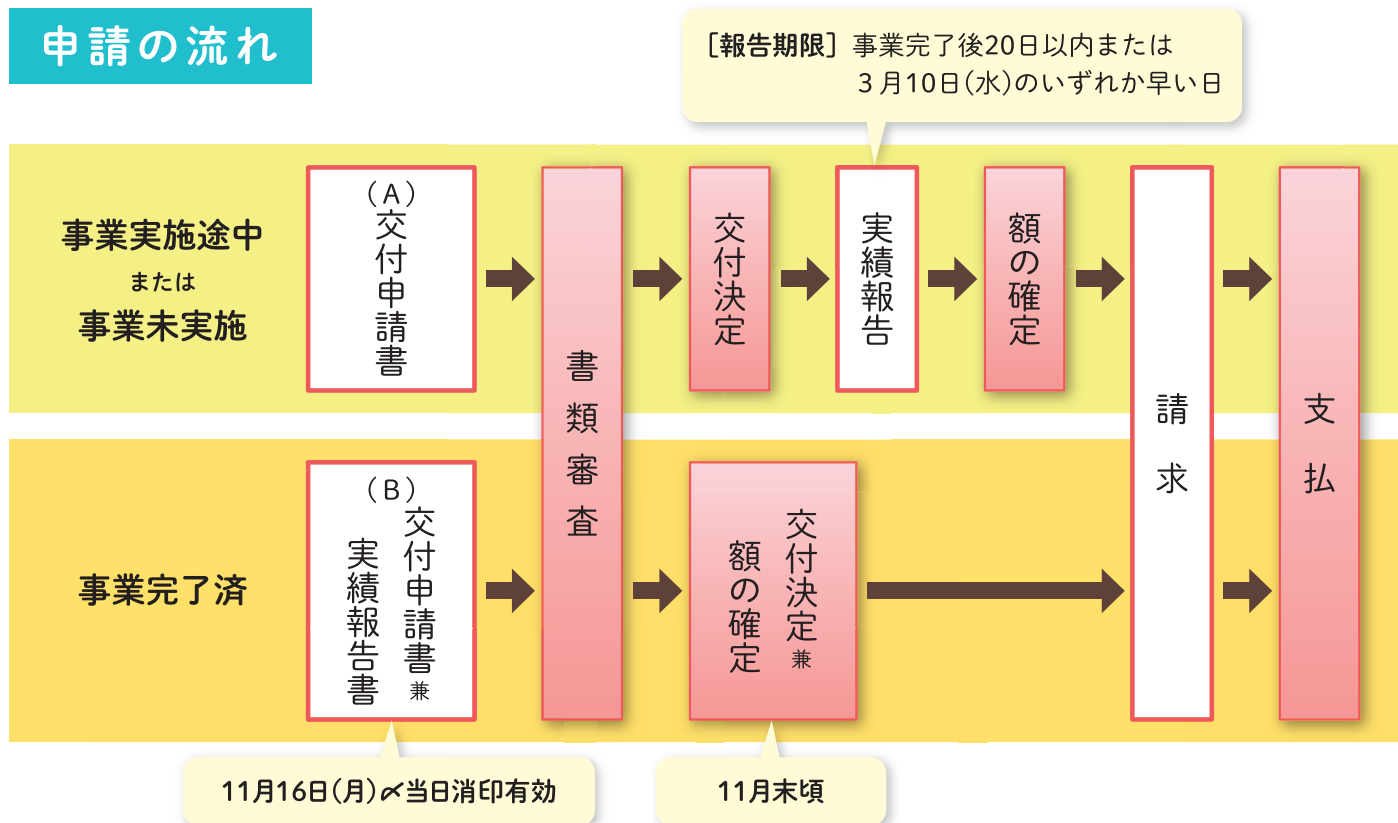 申請の流れ
［報告期限］事業完了後20日以内または
３月10日(水)のいずれか早い日
事業実施途中
または
事業未実施
(A)
交付申請書
書類審査
交付決定
実績報告
額の確定
請求
支払
事業完了済
(B)
交付申請書兼
実績報告書
交付決定兼
額の確定
11月16日(月)〆当日消印有効
11月末頃